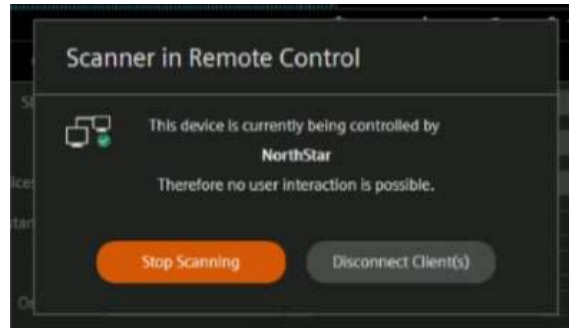 Scanner in Remote Control
This device is currently being controlled by
NorthStar
Therefore no user interaction is possible.
Stop Scanning
Disconnect Client(s)